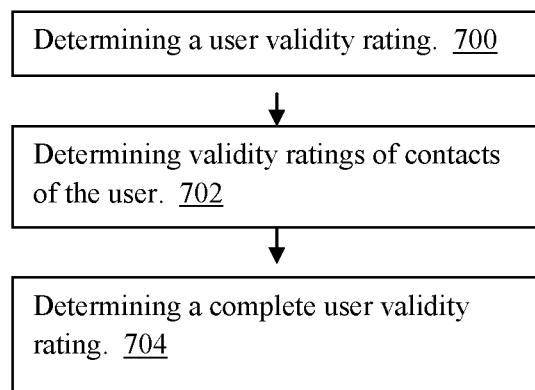 Determining a user validity rating. 700
Determining validity ratings of contacts
of the user. 702
Determining a complete user validity
rating. 704